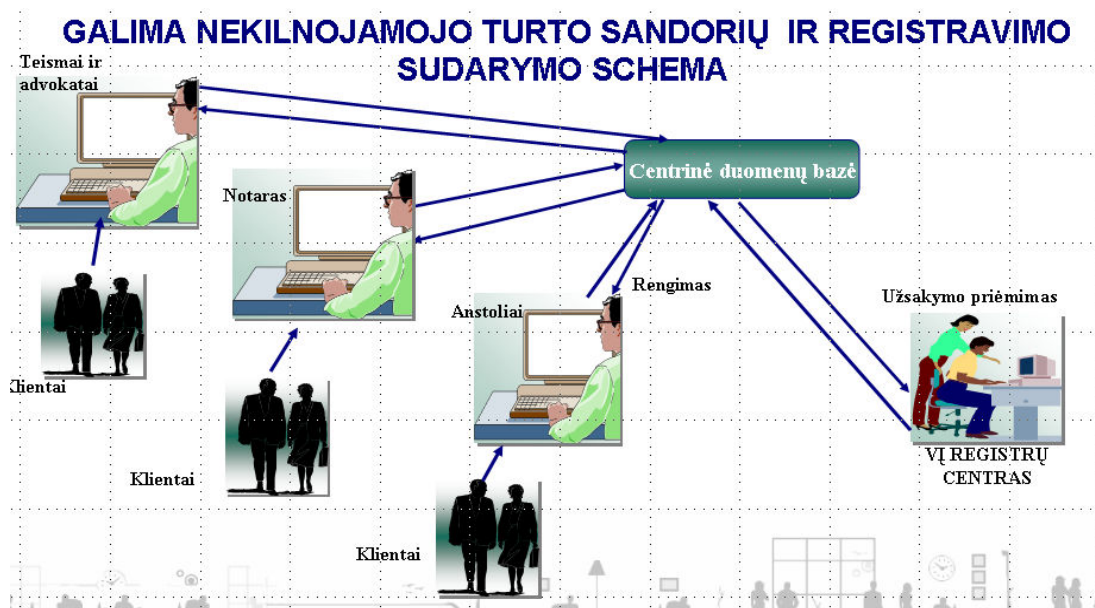 GALIMA NEKILNOJAMOJO TURTO SANDORIŲ IR REGISTRAVIMO
SUDARYMO SCHEMA
Teismai ir
advokatai
Centrinė duomenų bazė
Notaras
Rengimas
Anstoliai
Užsakymo priėmimas
Klientai
VĮ REGISTRŲ
CENTRAS
Klientai
Klientai